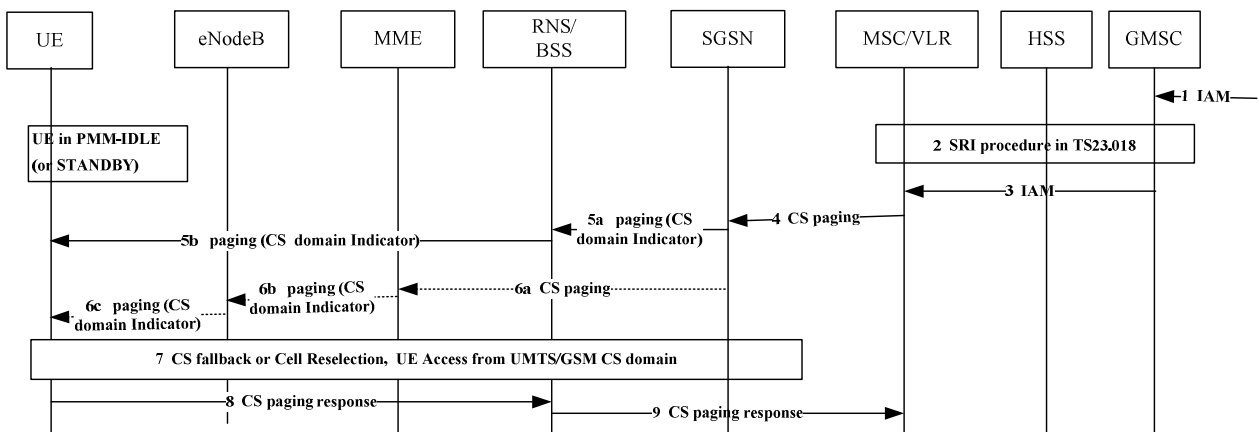 UE
eNodeB
MME
RNS/
BSS
SGSN
MSC/VLR
HSS
GMSC
1 IAM
UE in PMM-IDLE
(or STANDBY)
2 SRI procedure in TS23.018
3 IAM
4 CS paging
5a paging (CS
domain Indicator)
5b paging (CS domain Indicator)
6a CS paging
6b paging (CS
domain Indicator)
6c paging (CS
domain Indicator)
7 CS fallback or Cell Reselection, UE Access from UMTS/GSM CS domain
8 CS paging response
9 CS paging response